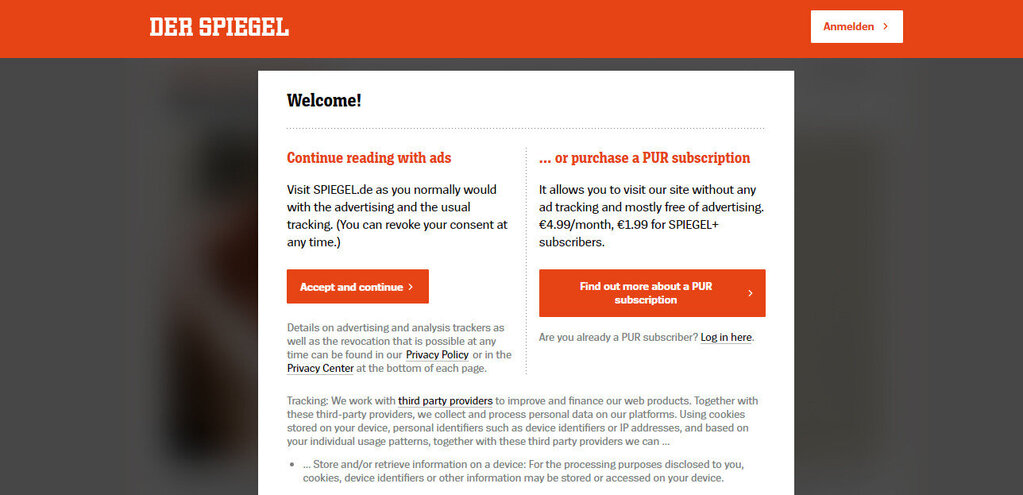 DER SPIEGEL
Anmelden
Welcome!
Continue reading with ads
Visit SPIEGEL.de as you normally would
with the advertising and the usual
tracking. (You can revoke your consent at
any time.)
Accept and continue
Details on advertising and analysis trackers as
well as the revocation that is possible at any
time can be found in our Privacy Policy or in the
Privacy Center at the bottom of each page.
... or purchase a PUR subscription
It allows you to visit our site without any
ad tracking and mostly free of advertising.
€4.99/month, €1.99 for SPIEGEL+
subscribers.
Find out more about a PUR
subscription
Are you already a PUR subscriber? Log in here.
Tracking: We work with third party providers to improve and finance our web products. Together with
these third-party providers, we collect and process personal data on our platforms. Using cookies
stored on your device, personal identifiers such as device identifiers or IP addresses, and based on
your individual usage patterns, together with these third party providers we can ...
• ... Store and/or retrieve information on a device: For the processing purposes disclosed to you,
cookies, device identifiers or other information may be stored or accessed on your device.